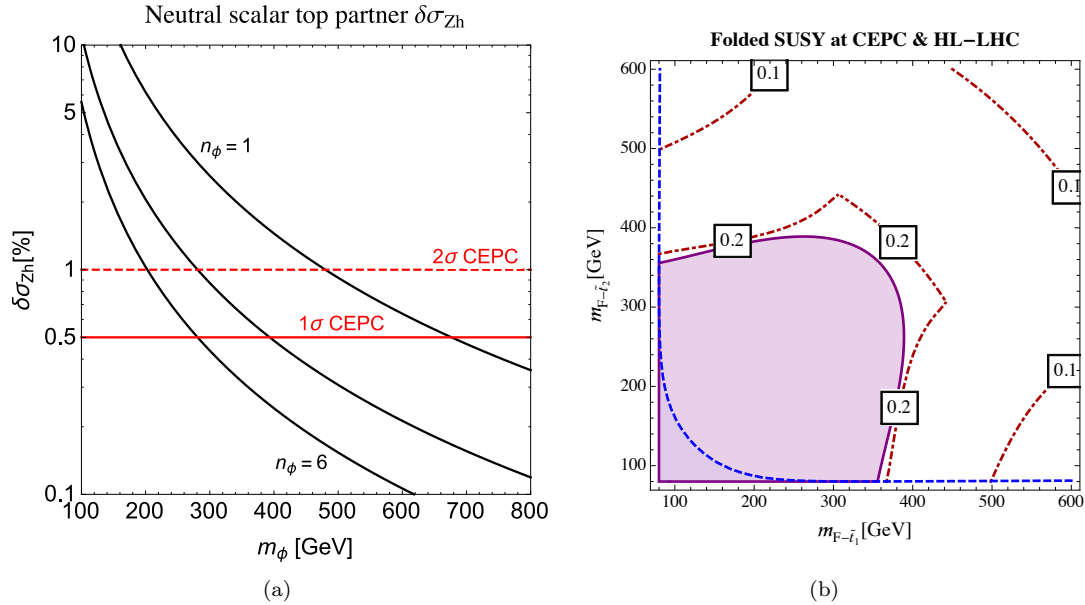 Neutral scalar top partner δσ_Zh
10
5
1
0.5
0.1
δσ_Zh[%]
n_ϕ = 1
2σ CEPC
1σ CEPC
n_ϕ = 6
100 200 300 400 500 600 700 800
m_ϕ [GeV]
(a)
Folded SUSY at CEPC & HL−LHC
600
500
400
300
200
100
m_F−t̃₂[GeV]
0.1
0.1
0.2
0.2
0.1
0.2
100 200 300 400 500 600
m_F−t̃₁[GeV]
(b)